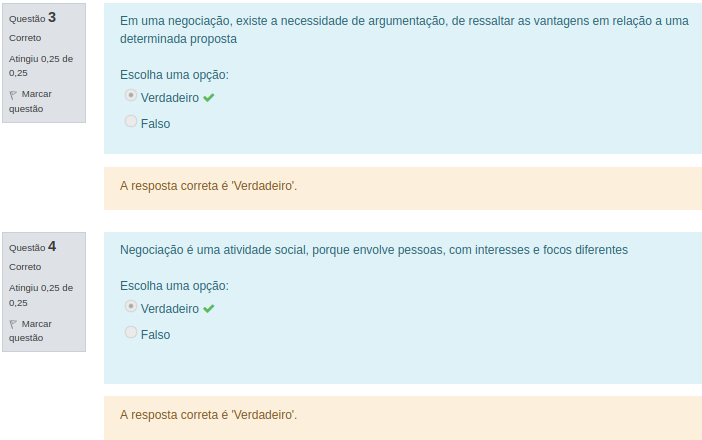 Questão 3
Correto
Atingiu 0,25 de
0,25
Marcar
questão
Em uma negociação, existe a necessidade de argumentação, de ressaltar as vantagens em relação a uma
determinada proposta
Escolha uma opção:
Verdadeiro
Falso
A resposta correta é 'Verdadeiro'.
Questão 4
Correto
Atingiu 0,25 de
0,25
Marcar
questão
Negociação é uma atividade social, porque envolve pessoas, com interesses e focos diferentes
Escolha uma opção:
Verdadeiro
Falso
A resposta correta é 'Verdadeiro'.